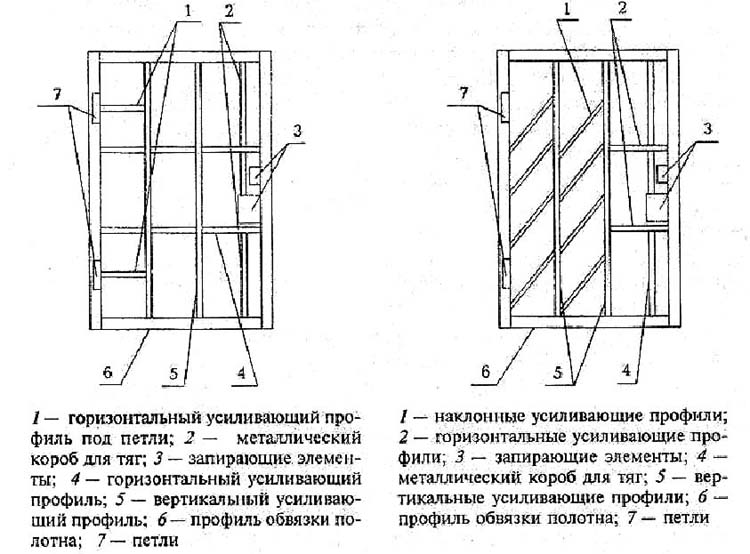 1 2
7
3
6 5 4
1 — горизонтальный усиливающий про-
филь под петли; 2 — металлический
короб для тяг; 3 — запирающие элемен-
ты; 4 — горизонтальный усиливающий
профиль; 5 — вертикальный усиливаю-
щий профиль; 6 — профиль обвязки по-
лотна; 7 — петли
1 2
7
3
6 5 4
1 — наклонные усиливающие профили;
2 — горизонтальные усиливающие про-
фили; 3 — запирающие элементы; 4 —
металлический короб для тяг; 5 — вер-
тикальные усиливающие профили; 6 —
профиль обвязки полотна; 7 — петли